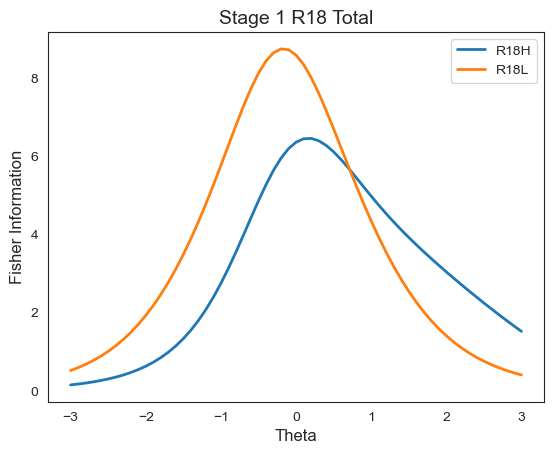 Stage 1 R18 Total
R18H
R18L
Fisher Information
8
6
4
2
0
−3
−2
−1
0
1
2
3
Theta